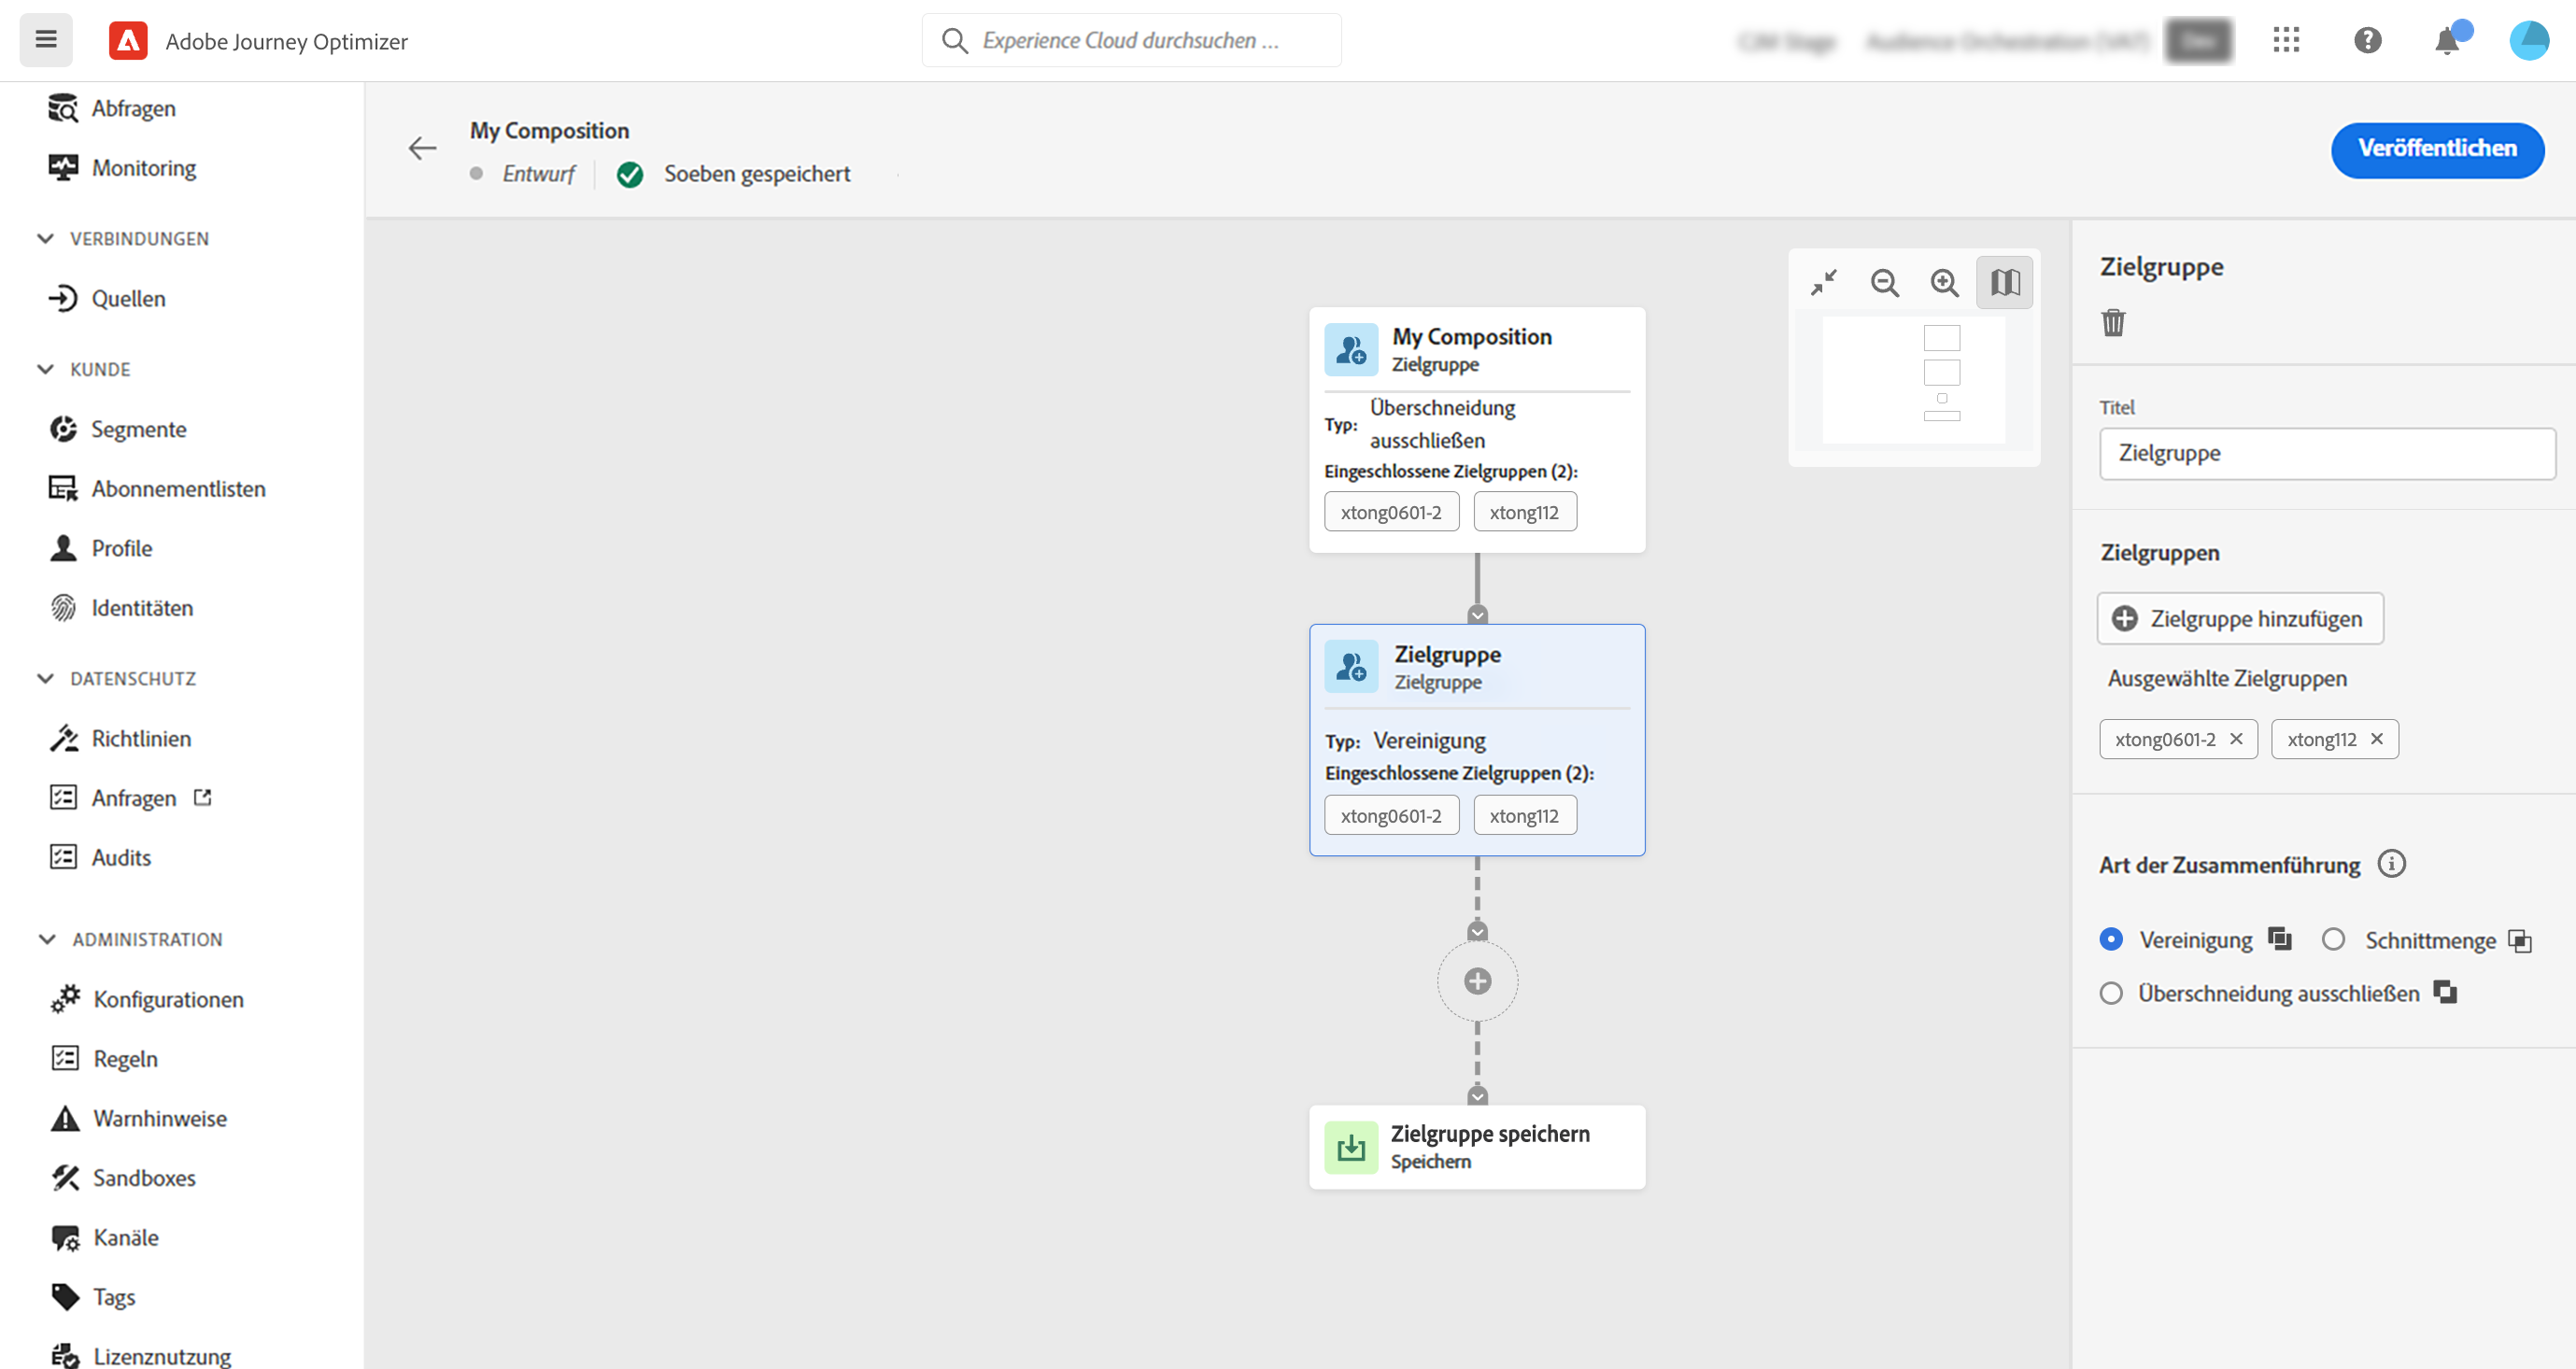 Adobe Journey Optimizer
Experience Cloud durchsuchen ...
Abfragen
Monitoring
VERBINDUNGEN
Quellen
KUNDE
Segmente
Abonnementlisten
Profile
Identitäten
DATENSCHUTZ
Richtlinien
Anfragen
Audits
ADMINISTRATION
Konfigurationen
Regeln
Warnhinweise
Sandboxes
Kanäle
Tags
Lizenznutzung
My Composition
Entwurf
Soeben gespeichert
Veröffentlichen
My Composition
Zielgruppe
Typ: Überschneidung
ausschließen
Eingeschlossene Zielgruppen (2):
xtong0601-2 xtong112
Zielgruppe
Zielgruppe
Typ: Vereinigung
Eingeschlossene Zielgruppen (2):
xtong0601-2 xtong112
Zielgruppe speichern
Speichern
Zielgruppe
Titel
Zielgruppe
Zielgruppen
Zielgruppe hinzufügen
Ausgewählte Zielgruppen
xtong0601-2 xtong112
Art der Zusammenführung
Vereinigung Schnittmenge
Überschneidung ausschließen